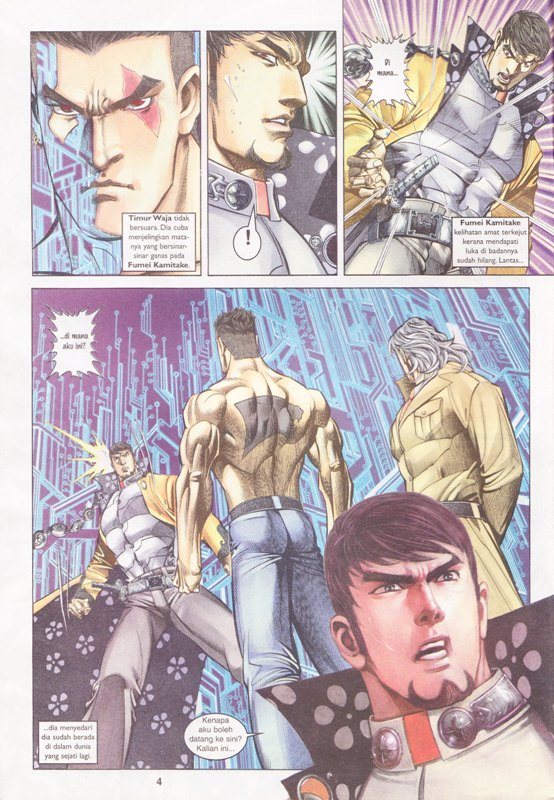 Timur Waja tidak
bersuara. Dia cuba
menjelingkan mata-
nya yang bersinar-
sinar ganas pada
Fumei Kamitake.
!
Di
mana...
Fumei Kamitake
kelihatan amat terkejut
kerana mendapati
luka di badannya
sudah hilang. Lantas...
...di mana
aku ini?
...dia menyedari
dia sudah berada
di dalam dunia
yang sejati lagi.
Kenapa
aku boleh
datang ke sini?
Kalian ini...
4